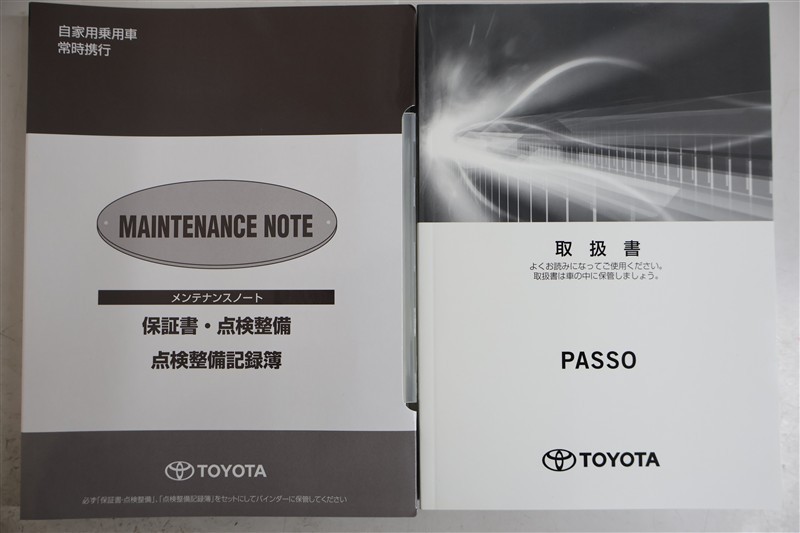 自家用乗用車
常時携行
MAINTENANCE NOTE
メンテナンスノート
保証書・点検整備
点検整備記録簿
TOYOTA
必ず「保証書·点検整備」、「点検整備記録簿」をセットにしてバインダーに保管してください
取扱書
よくお読みになってご使用ください。
取扱書は車の中に保管しましょう。
PASSO
TOYOTA